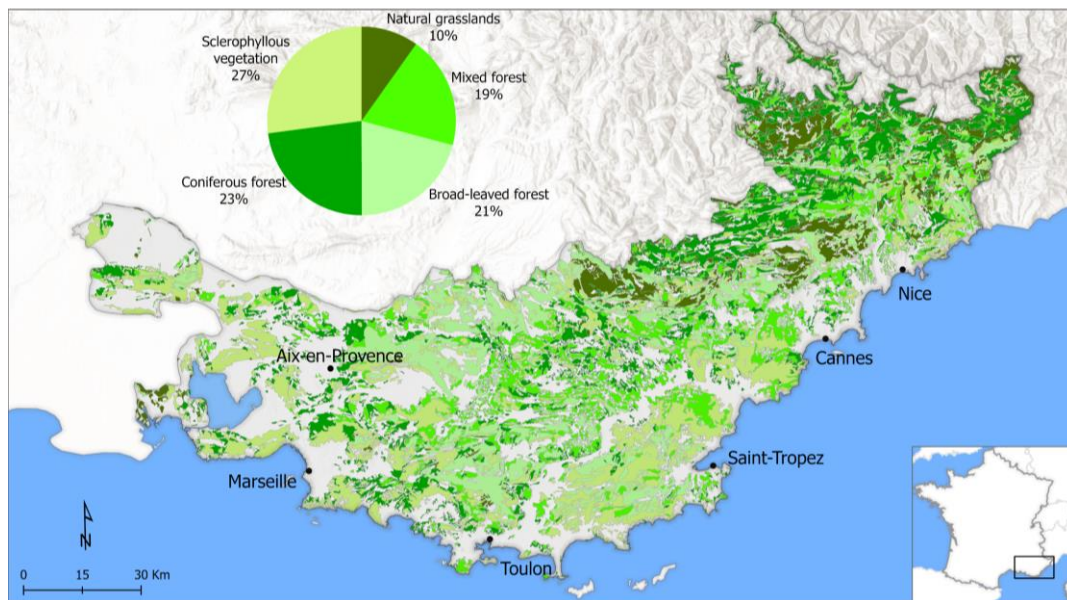 Natural grasslands
10%
Sclerophyllous
vegetation
27%
Mixed forest
19%
Coniferous forest
23%
Broad-leaved forest
21%
Nice
Cannes
Aix-en-Provence
Saint-Tropez
Marseille
Toulon
N
0 15 30 Km